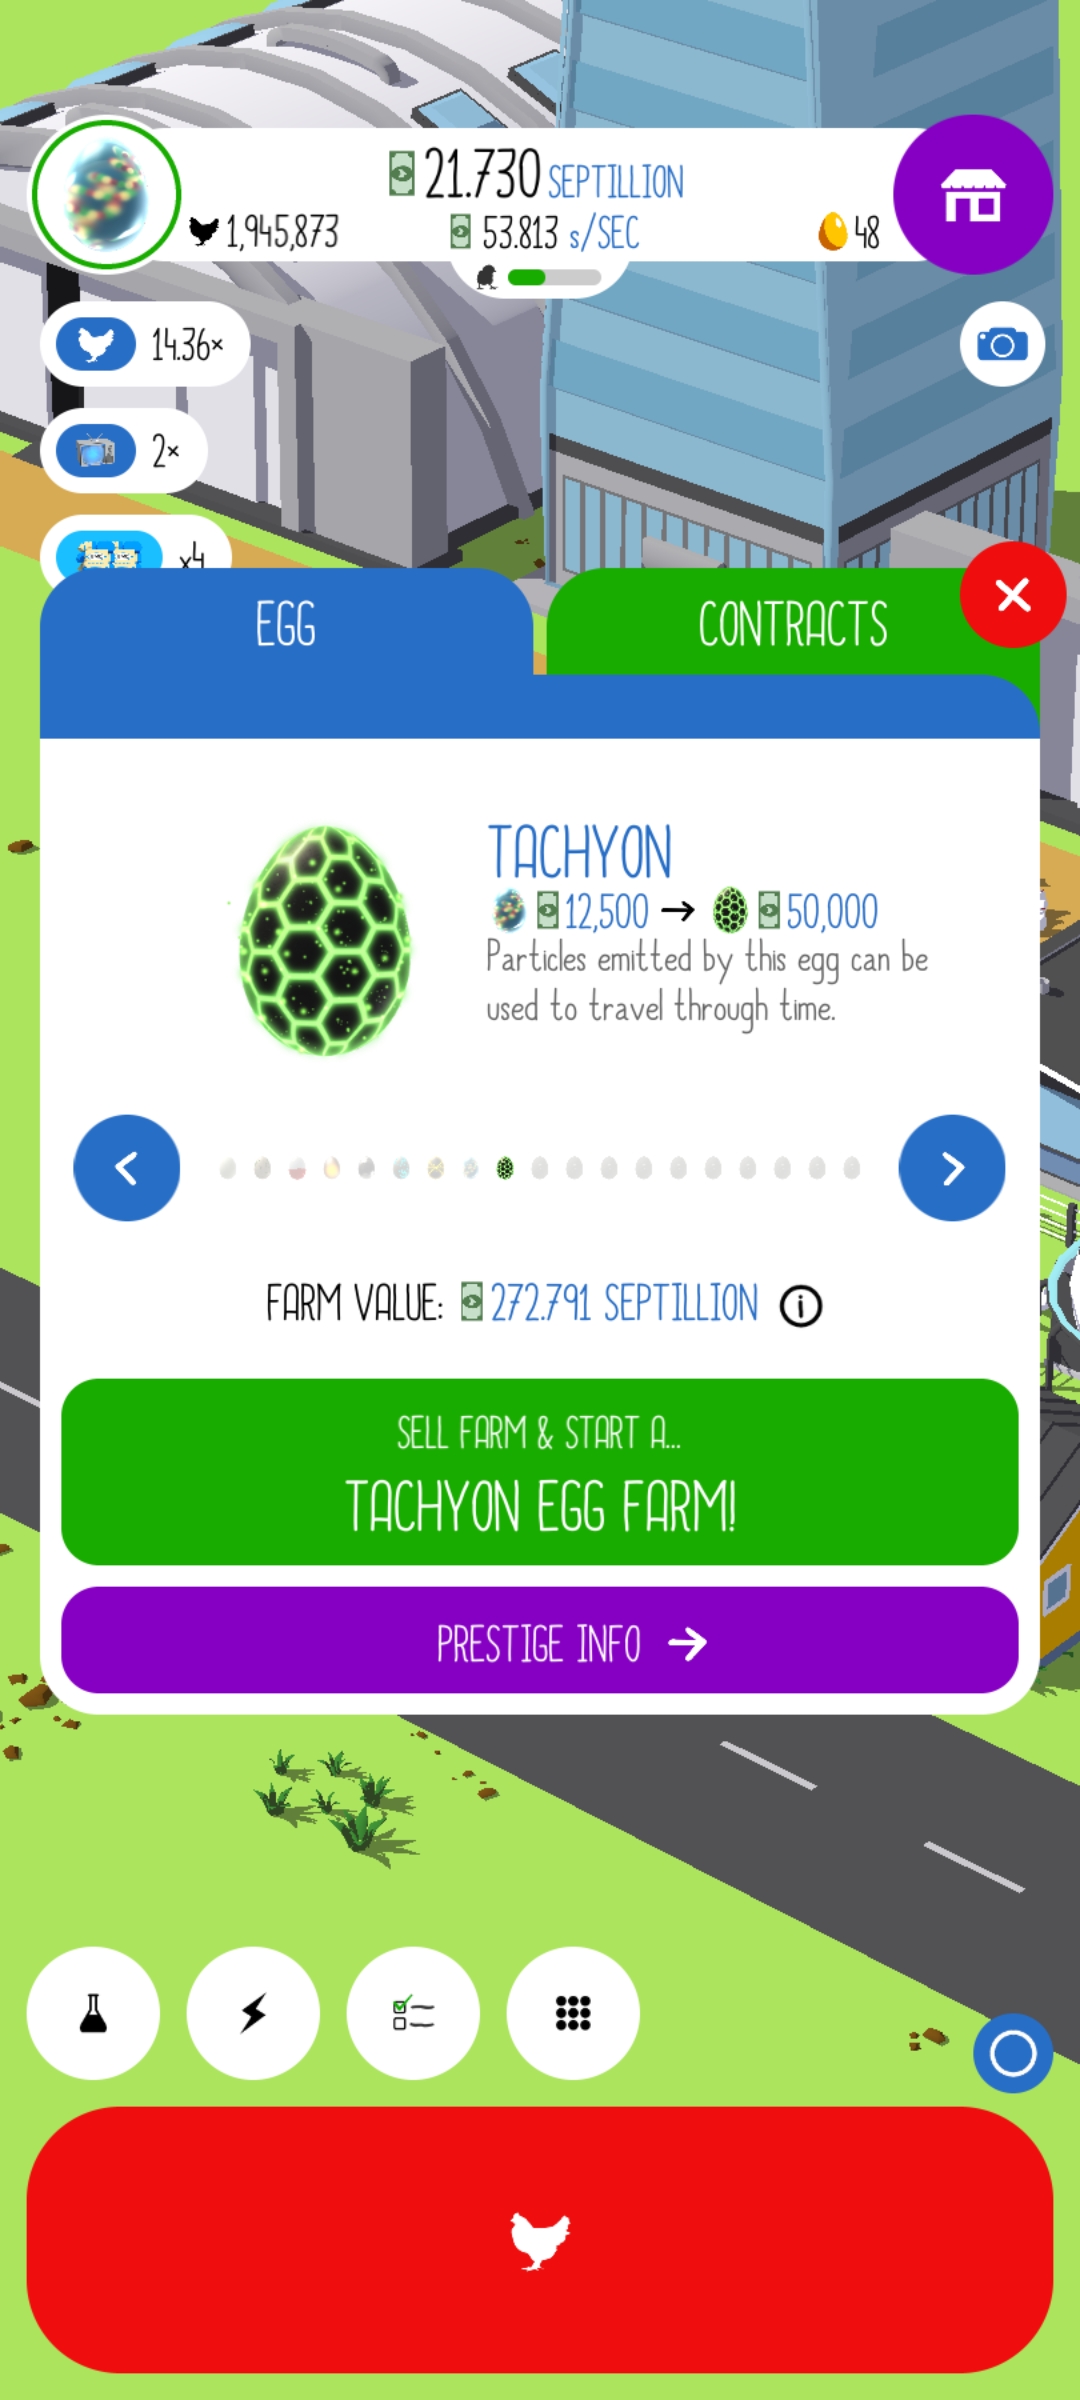 21.730 SEPTILLION
1,945,873
53.813 s/SEC
48
14.36×
2×
x4
EGG
CONTRACTS
TACHYON
12,500 → 50,000
Particles emitted by this egg can be
used to travel through time.
FARM VALUE: 272.791 SEPTILLION
SELL FARM & START A...
TACHYON EGG FARM!
PRESTIGE INFO →